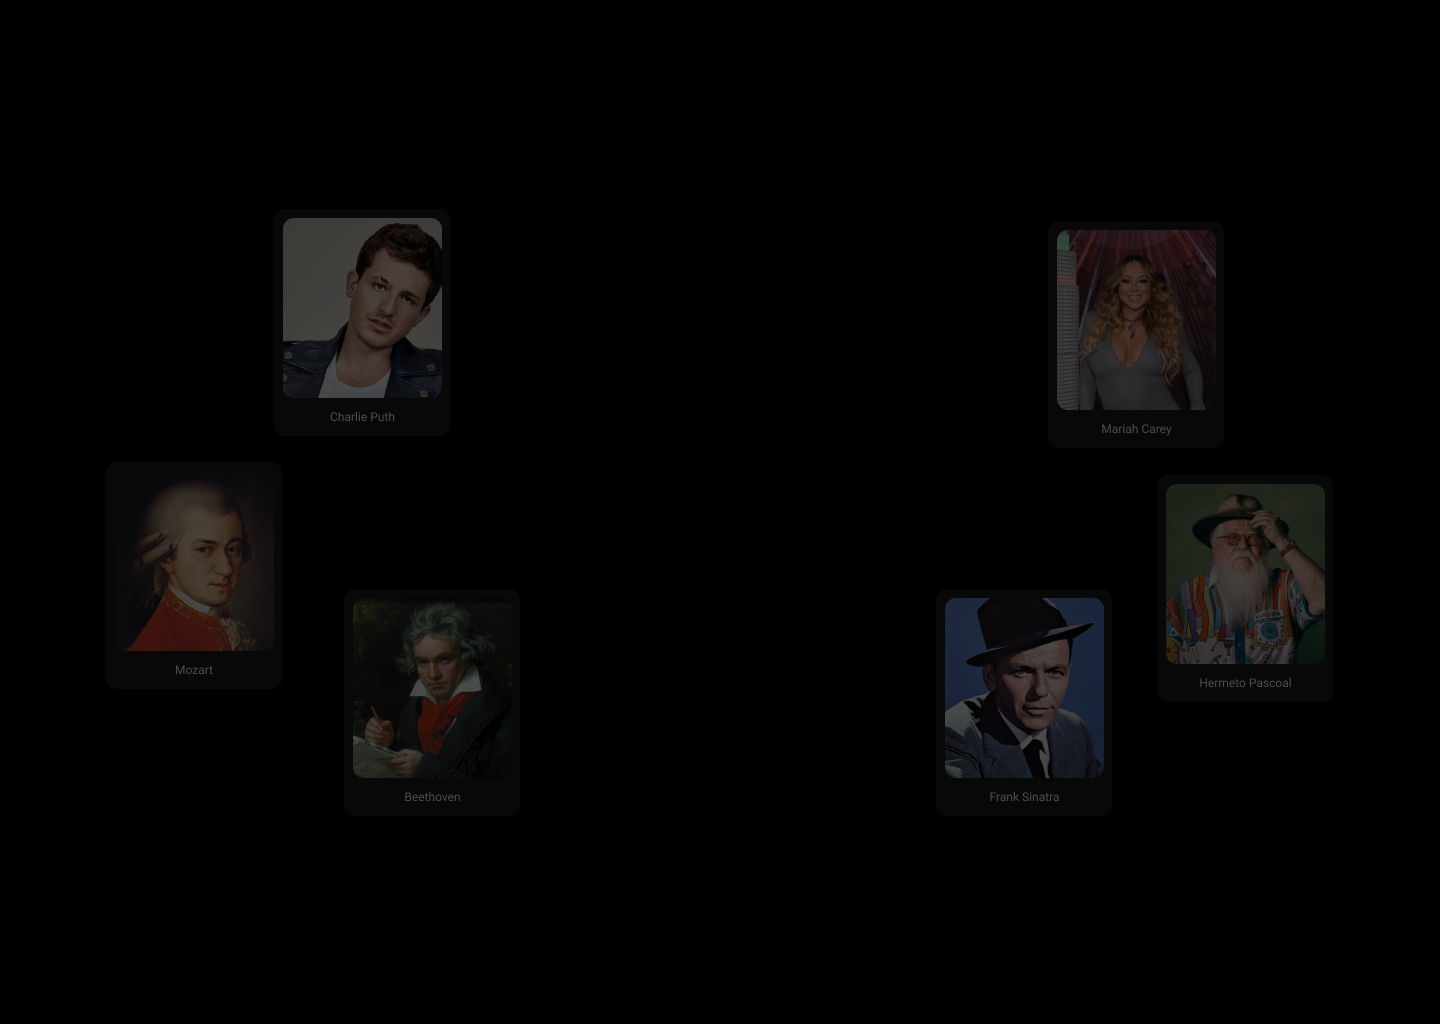 Charlie Puth
Mariah Carey
Mozart
Hermeto Pascoal
Beethoven
Frank Sinatra